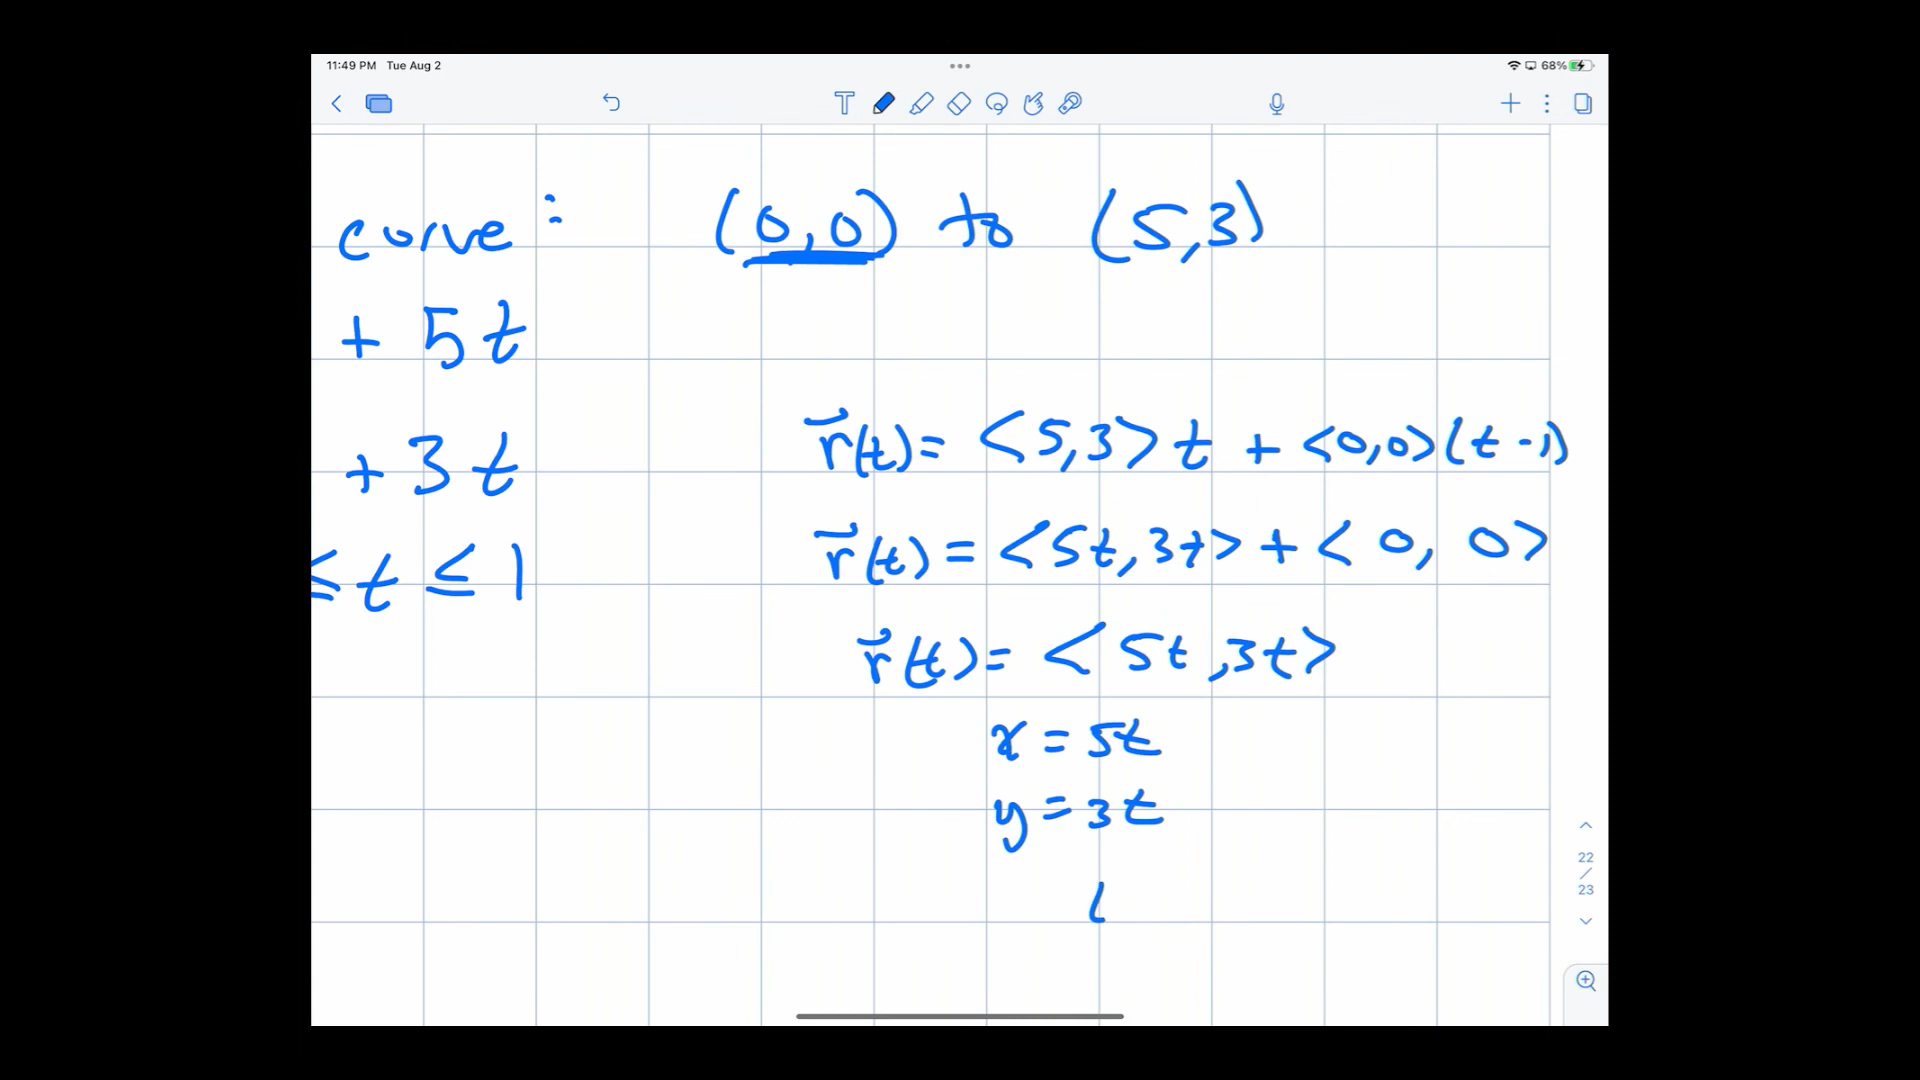 11:49 PM Tue Aug 2
68%
curve: (0,0) to (5,3)
+ 5t
+ 3t
≤ t ≤ 1
r⃗(t) = <5,3> t + <0,0>(t-1)
r⃗(t) = <5t,3t> + <0, 0>
r⃗(t) = <5t,3t>
x = 5t
y = 3t
(
22
/
23